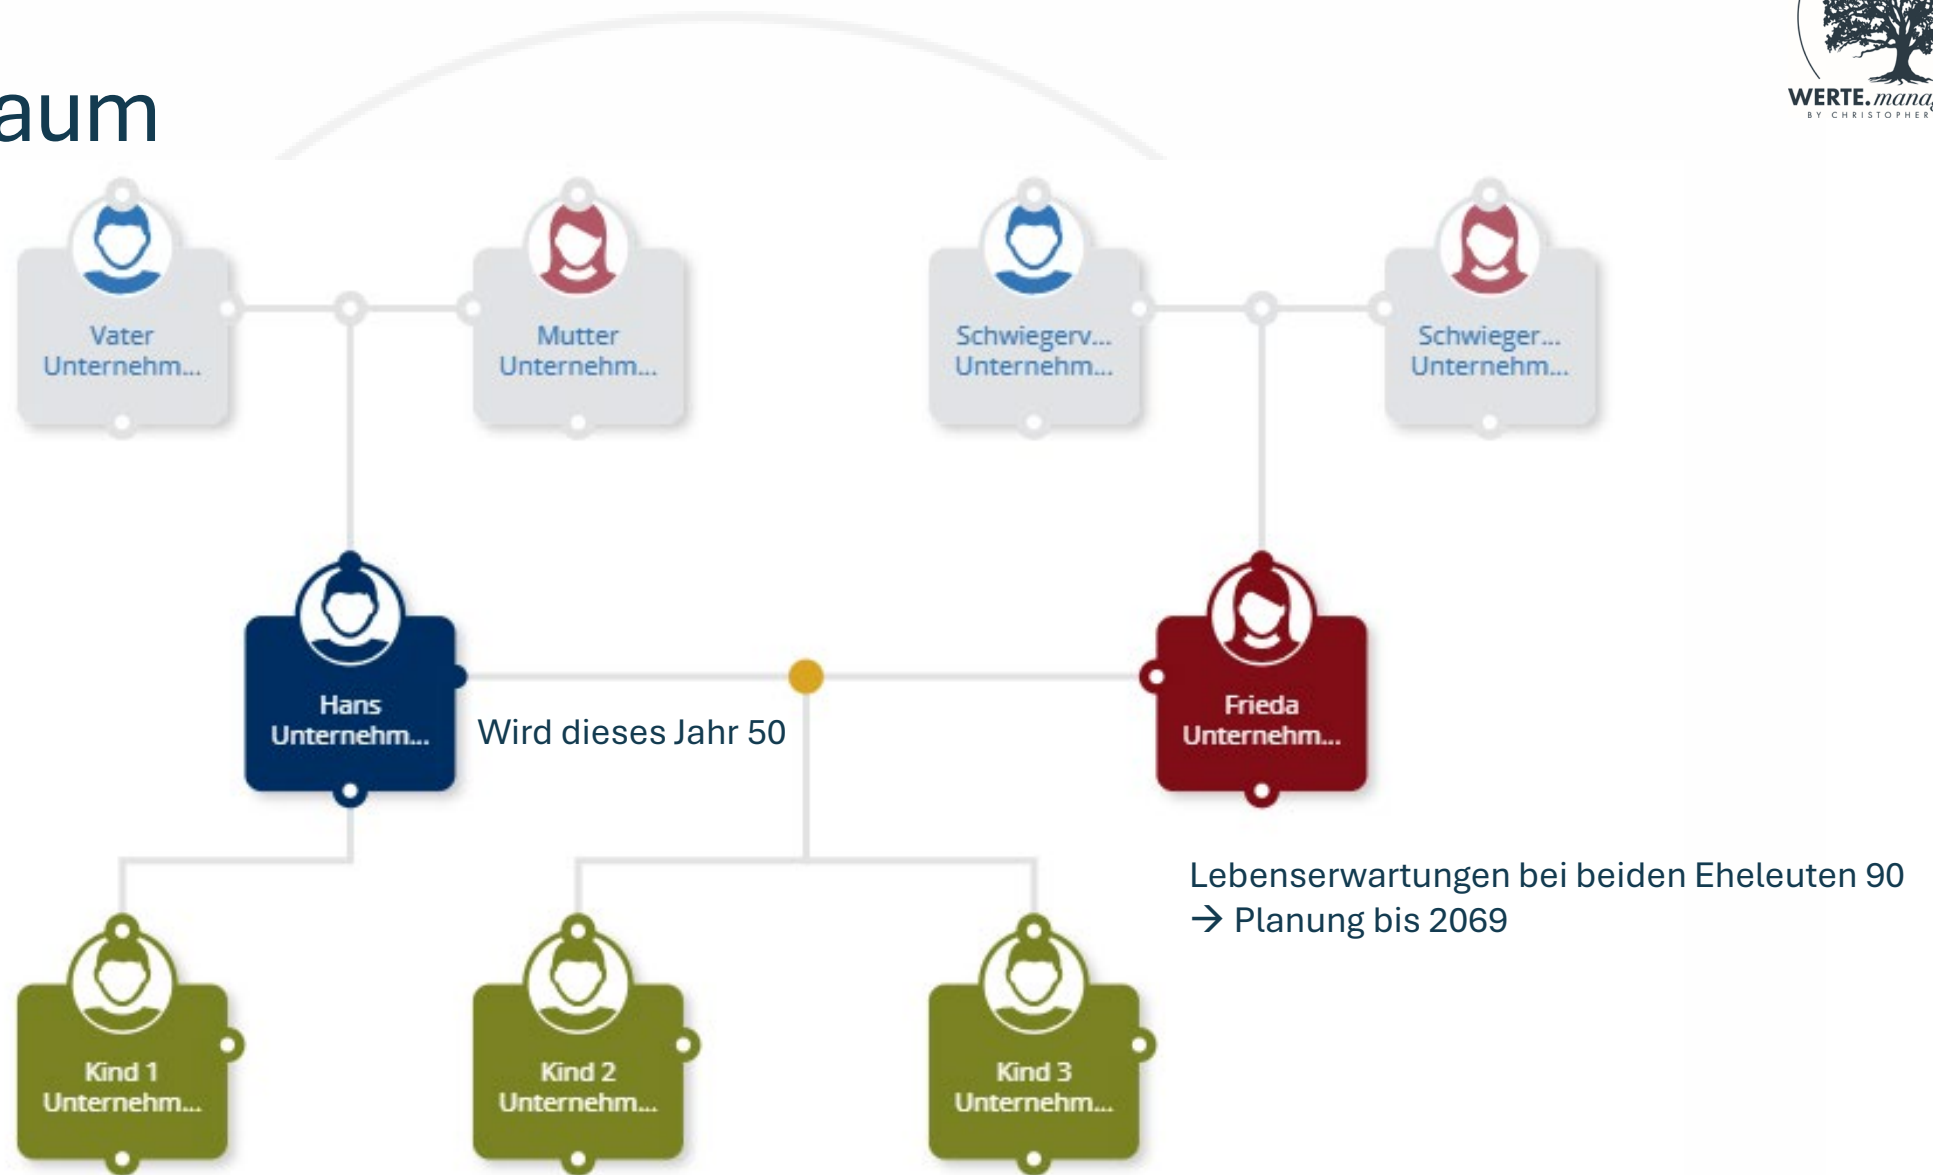 aum
WERTE.mana
BY CHRISTOPHER
Vater
Unternehm...
Mutter
Unternehm...
Schwiegerv...
Unternehm...
Schwieger...
Unternehm...
Hans
Unternehm...
Wird dieses Jahr 50
Frieda
Unternehm...
Lebenserwartungen bei beiden Eheleuten 90
→ Planung bis 2069
Kind 1
Unternehm...
Kind 2
Unternehm...
Kind 3
Unternehm...